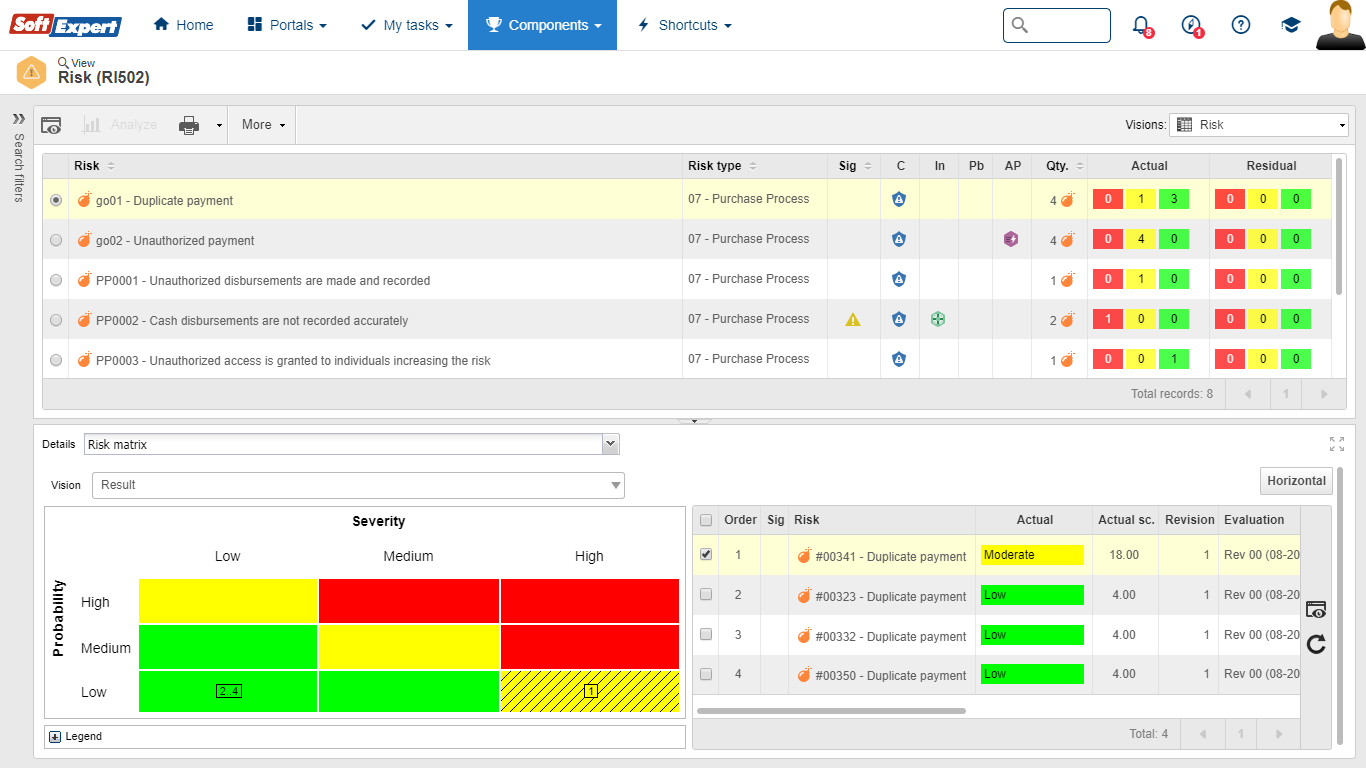 Soft Expert Home Portals My tasks Components Shortcuts 8 1
View
Risk (RI502)
Search filters
Analyze More Visions: Risk
Risk Risk type Sig C In Pb AP Qty. Actual Residual
go01 - Duplicate payment 07 - Purchase Process 4 0 1 3 0 0 0
go02 - Unauthorized payment 07 - Purchase Process 4 0 4 0 0 0 0
PP0001 - Unauthorized disbursements are made and recorded 07 - Purchase Process 1 0 1 0 0 0 0
PP0002 - Cash disbursements are not recorded accurately 07 - Purchase Process 2 1 0 0 0 0 0
PP0003 - Unauthorized access is granted to individuals increasing the risk 07 - Purchase Process 1 0 0 1 0 0 0
Total records: 8 1
Details Risk matrix
Vision Result
Horizontal
Severity
Low Medium High
Probability
High
Medium
Low 2..4 1
Legend
Order Sig Risk Actual Actual sc. Revision Evaluation
1 #00341 - Duplicate payment Moderate 18.00 1 Rev 00 (08-20
2 #00323 - Duplicate payment Low 4.00 1 Rev 00 (08-20
3 #00332 - Duplicate payment Low 4.00 1 Rev 00 (08-20
4 #00350 - Duplicate payment Low 4.00 1 Rev 00 (08-20
Total: 4 1